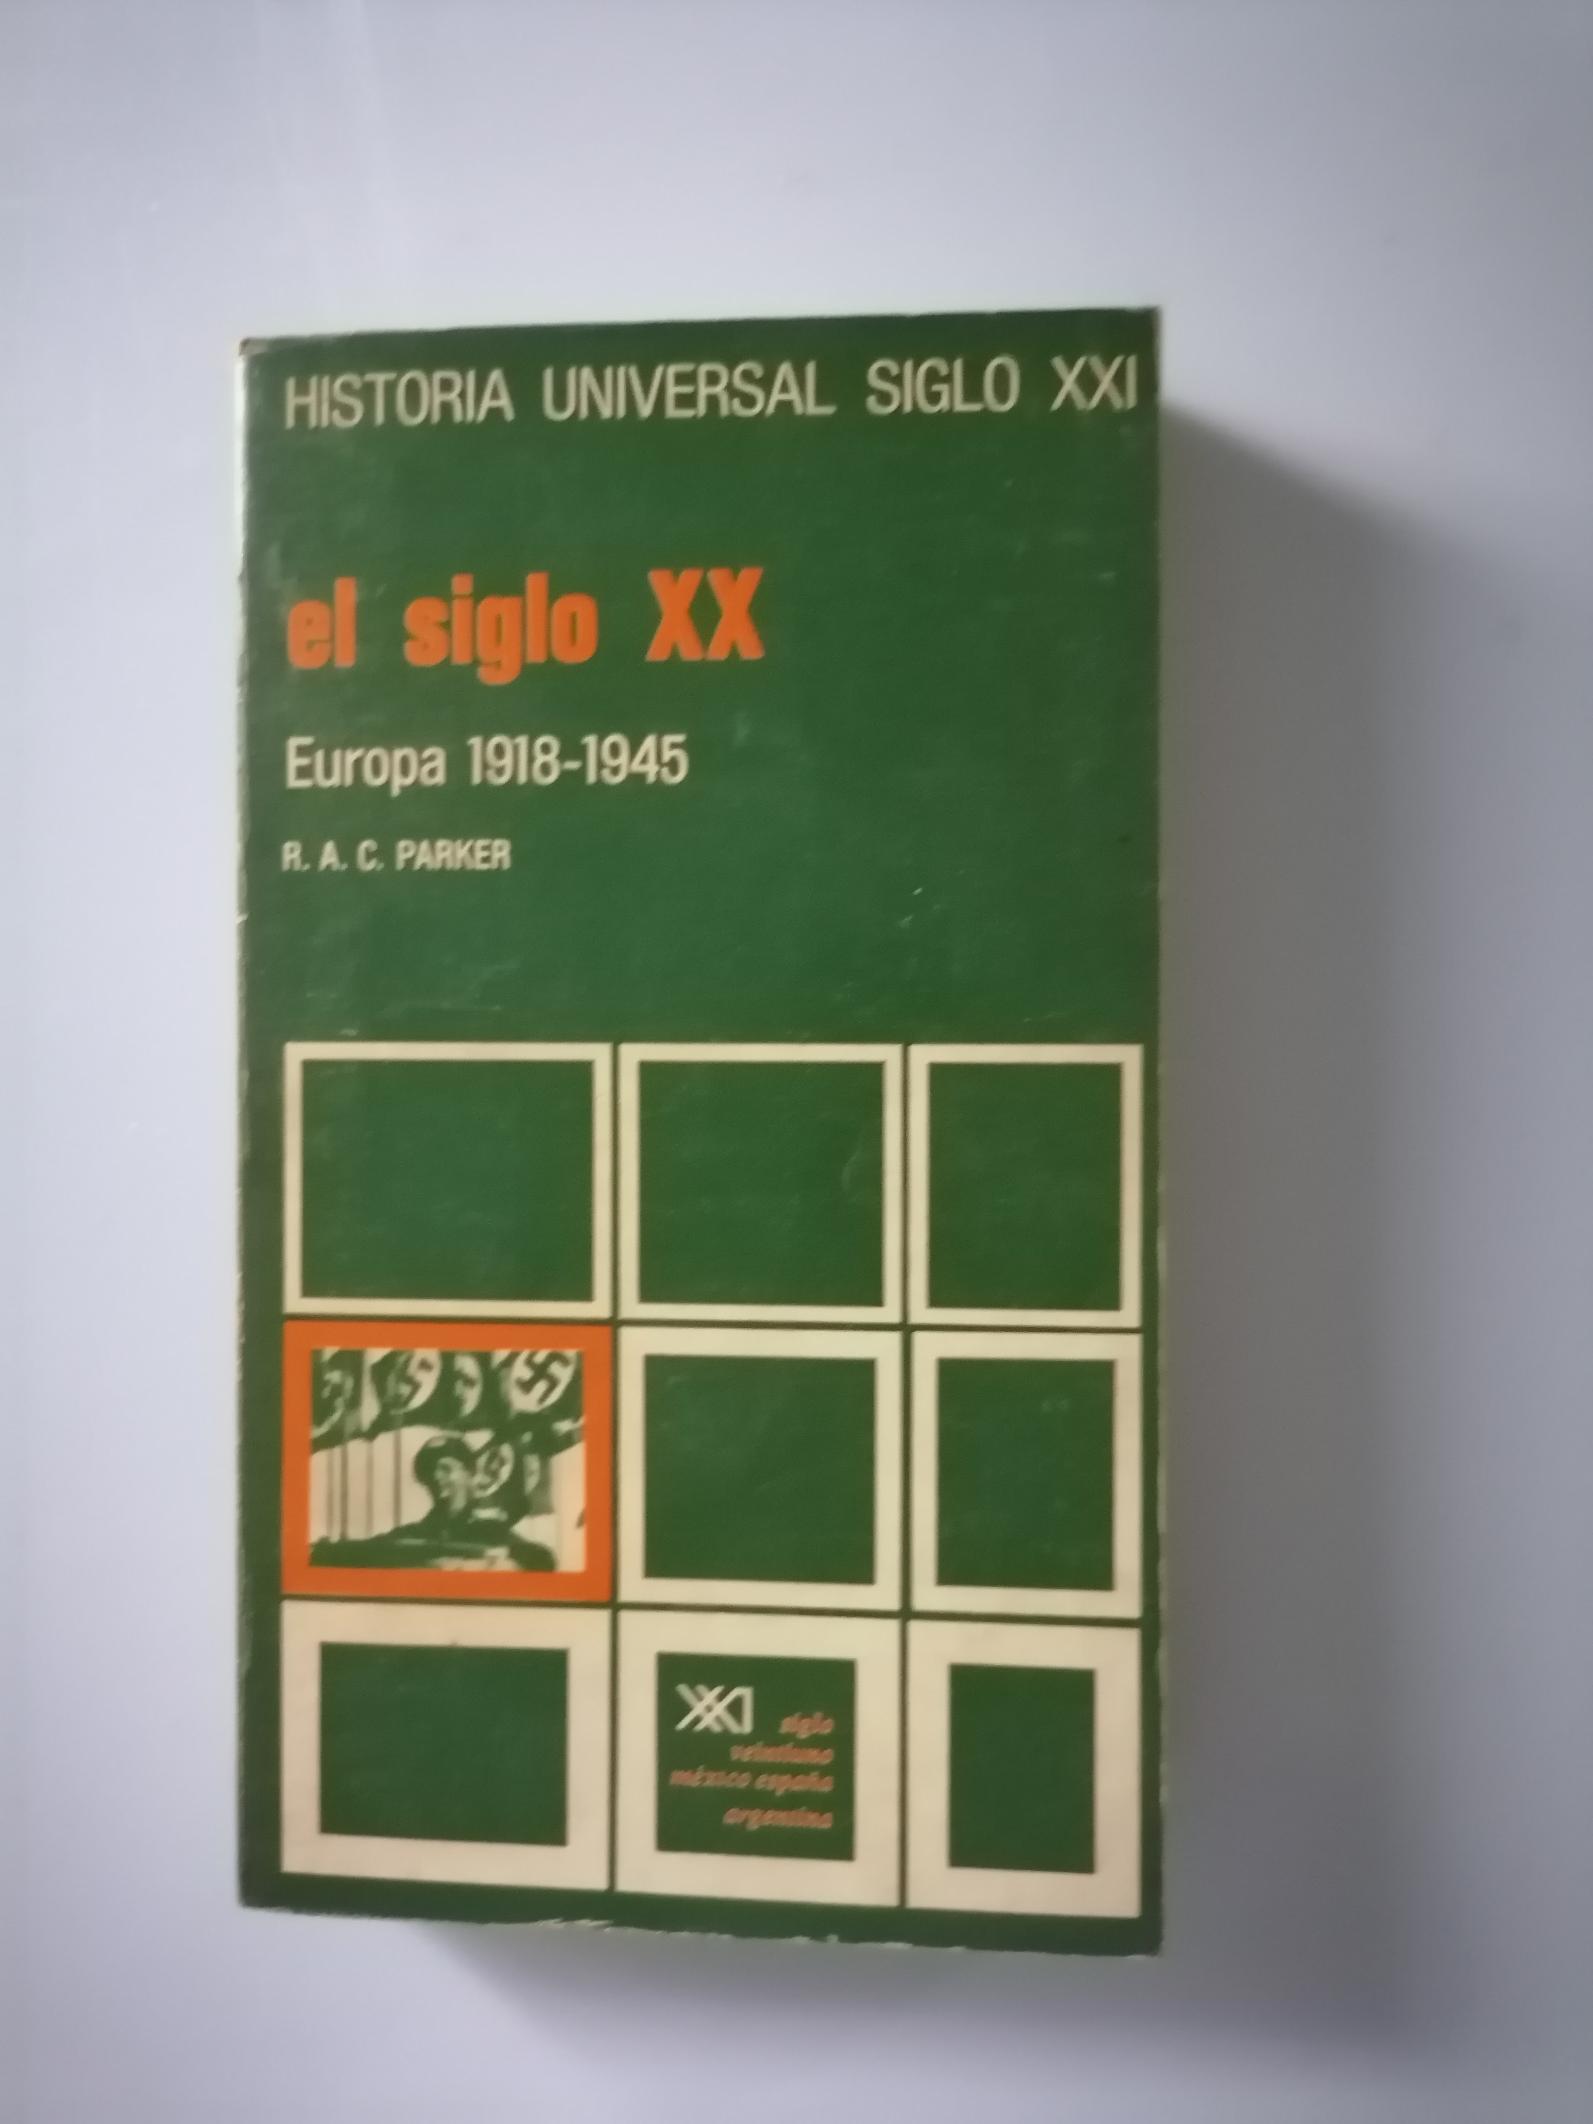 HISTORIA UNIVERSAL SIGLO XXI
el siglo XX
Europa 1918-1945
R. A. C. PARKER
XXI siglo
veintiuno
méxico españa
argentina